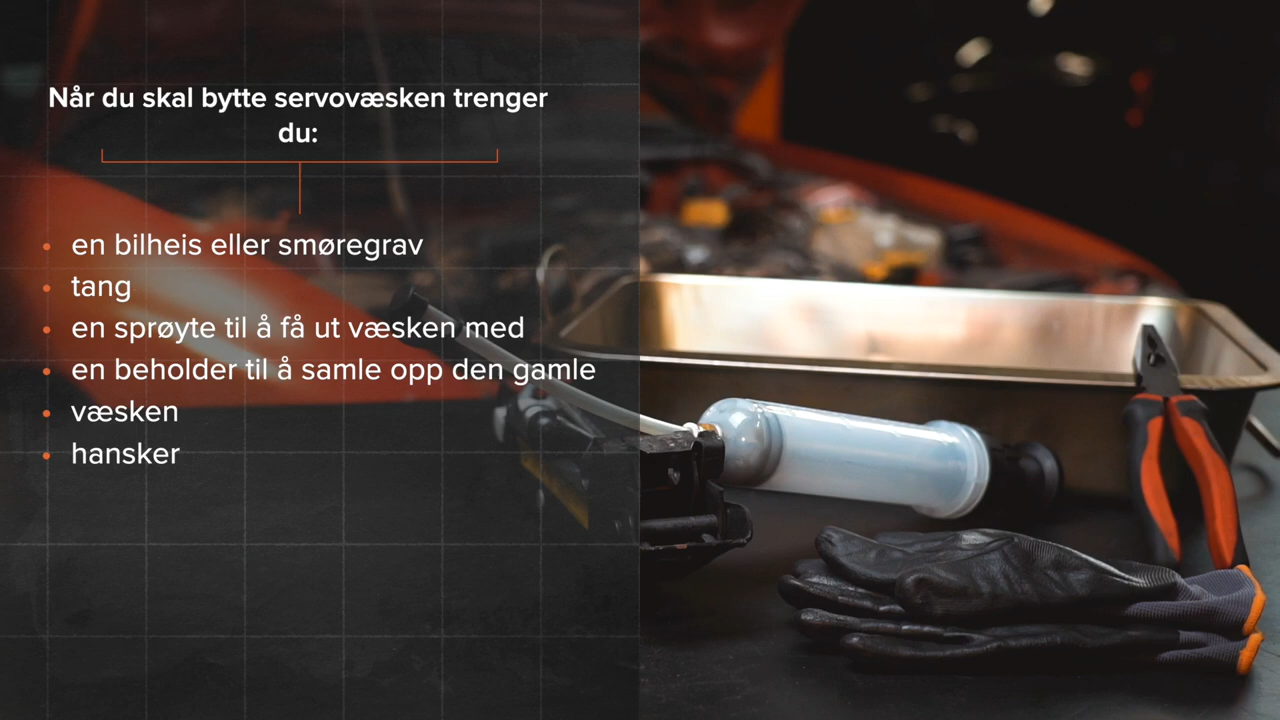 Når du skal bytte servovæsken trenger
du:
• en bilheis eller smøregrav
• tang
• en sprøyte til å få ut væsken med
• en beholder til å samle opp den gamle
• væsken
• hansker